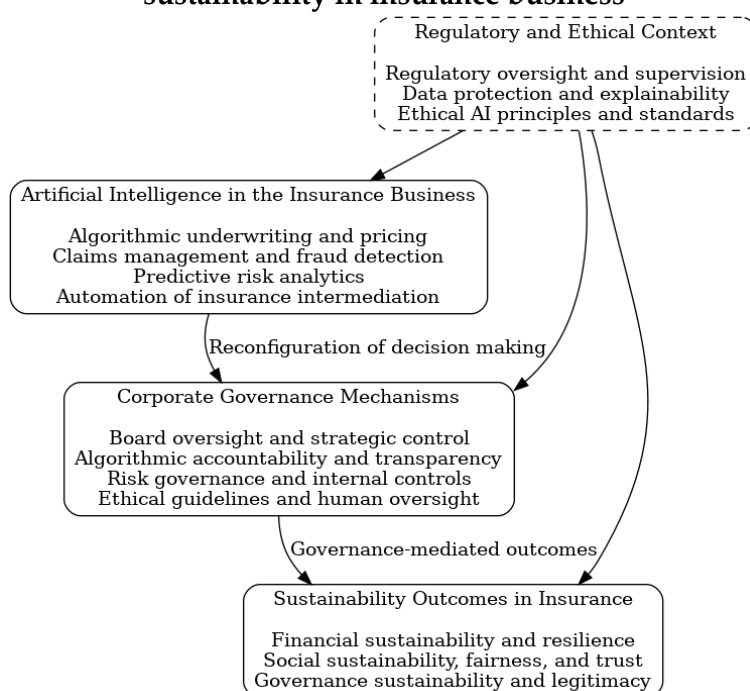 sustainability in insurance business
Regulatory and Ethical Context
Regulatory oversight and supervision
Data protection and explainability
Ethical AI principles and standards
Artificial Intelligence in the Insurance Business
Algorithmic underwriting and pricing
Claims management and fraud detection
Predictive risk analytics
Automation of insurance intermediation
Reconfiguration of decision making
Corporate Governance Mechanisms
Board oversight and strategic control
Algorithmic accountability and transparency
Risk governance and internal controls
Ethical guidelines and human oversight
Governance-mediated outcomes
Sustainability Outcomes in Insurance
Financial sustainability and resilience
Social sustainability, fairness, and trust
Governance sustainability and legitimacy